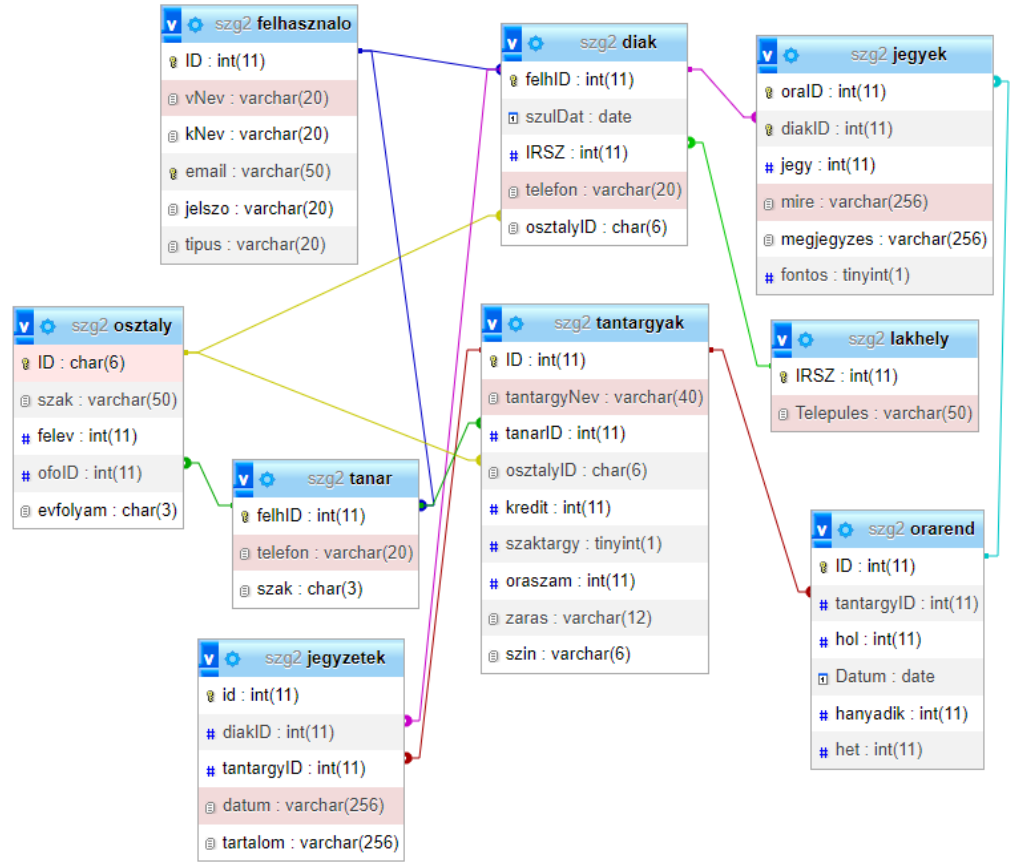 szg2 felhasznalo
ID : int(11)
vNev : varchar(20)
kNev : varchar(20)
email : varchar(50)
jelszo : varchar(20)
tipus : varchar(20)
szg2 diak
felhID : int(11)
szulDat : date
IRSZ : int(11)
telefon : varchar(20)
osztalyID : char(6)
szg2 jegyek
oraID : int(11)
diakID : int(11)
jegy : int(11)
mire : varchar(256)
megjegyzes : varchar(256)
fontos : tinyint(1)
szg2 osztaly
ID : char(6)
szak : varchar(50)
felev : int(11)
ofoID : int(11)
evfolyam : char(3)
szg2 tantargyak
ID : int(11)
tantargyNev : varchar(40)
tanarID : int(11)
osztalyID : char(6)
kredit : int(11)
szaktargy : tinyint(1)
oraszam : int(11)
zaras : varchar(12)
szin : varchar(6)
szg2 lakhely
IRSZ : int(11)
Telepules : varchar(50)
szg2 tanar
felhID : int(11)
telefon : varchar(20)
szak : char(3)
szg2 orarend
ID : int(11)
tantargyID : int(11)
hol : int(11)
Datum : date
hanyadik : int(11)
het : int(11)
szg2 jegyzetek
id : int(11)
diakID : int(11)
tantargyID : int(11)
datum : varchar(256)
tartalom : varchar(256)